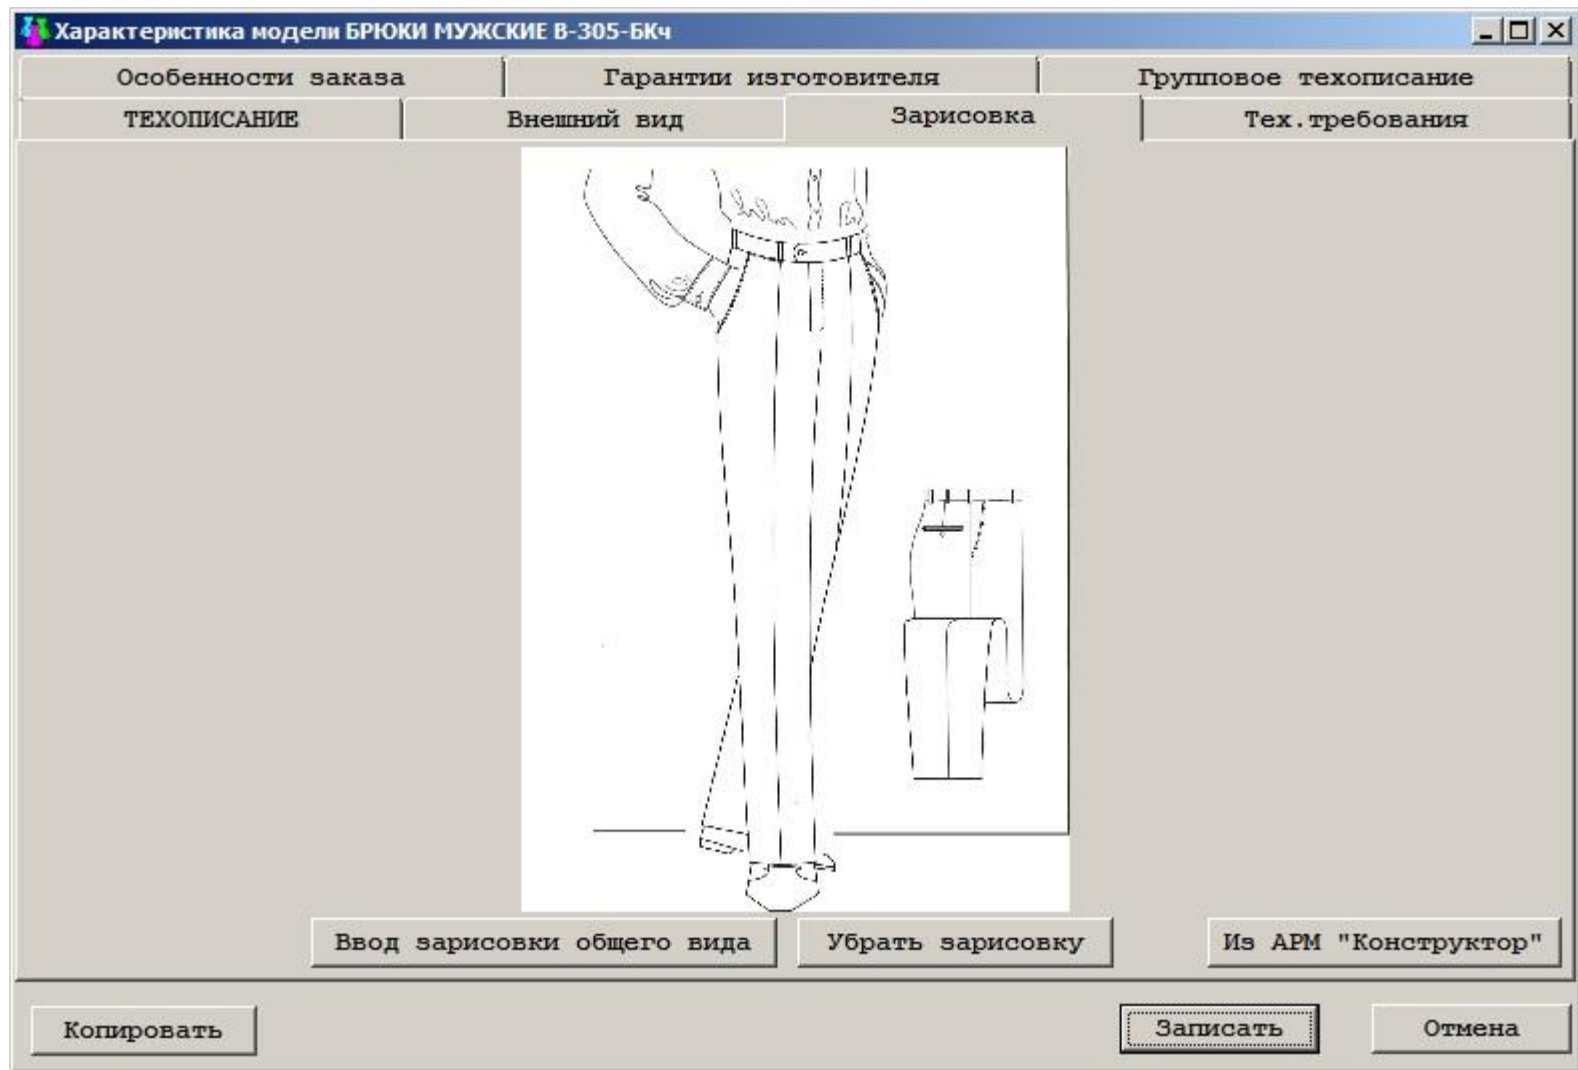 Характеристика модели БРЮКИ МУЖСКИЕ В-305-БКч
Особенности заказа
Гарантии изготовителя
Групповое техописание
ТЕХОПИСАНИЕ
Внешний вид
Зарисовка
Тех.требования
Ввод зарисовки общего вида
Убрать зарисовку
Из АРМ "Конструктор"
Копировать
Записать
Отмена